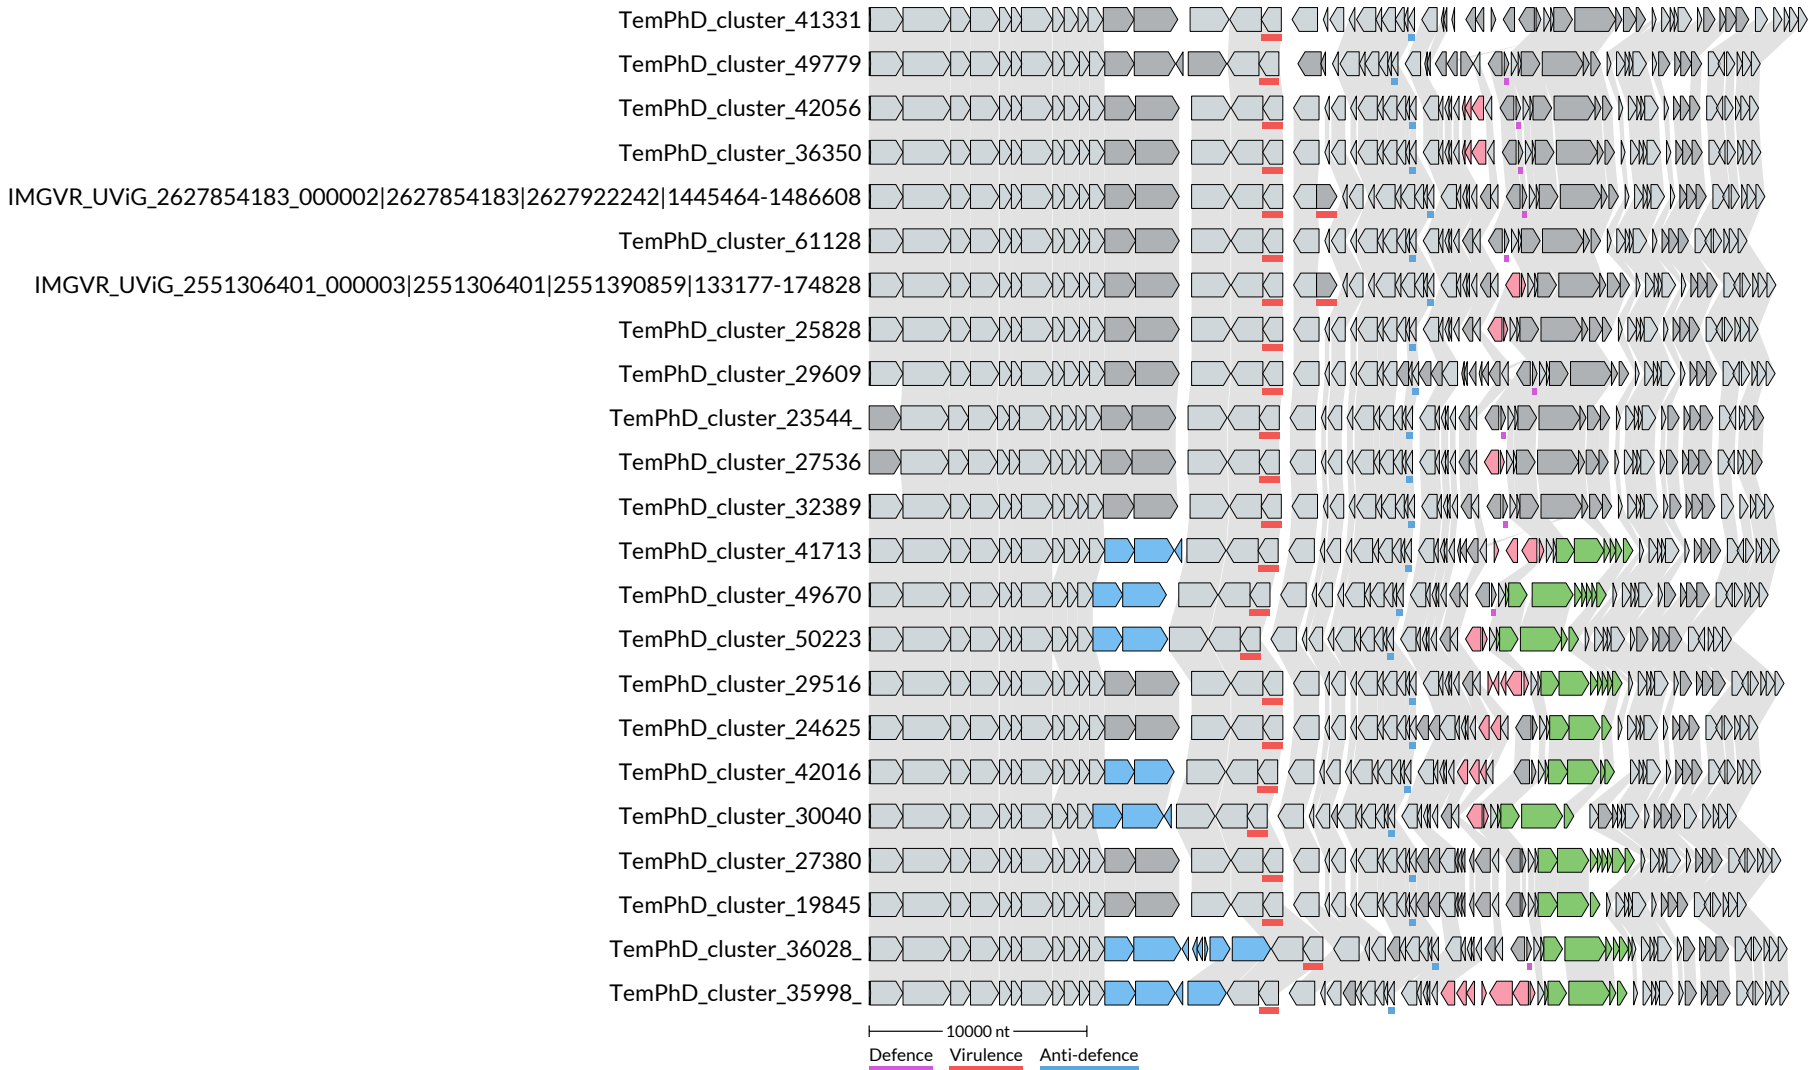 TemPhD_cluster_41331
TemPhD_cluster_49779
TemPhD_cluster_42056
TemPhD_cluster_36350
IMGVR_UViG_2627854183_000002|2627854183|2627922242|1445464-1486608
TemPhD_cluster_61128
IMGVR_UViG_2551306401_000003|2551306401|2551390859|133177-174828
TemPhD_cluster_25828
TemPhD_cluster_29609
TemPhD_cluster_23544_
TemPhD_cluster_27536
TemPhD_cluster_32389
TemPhD_cluster_41713
TemPhD_cluster_49670
TemPhD_cluster_50223
TemPhD_cluster_29516
TemPhD_cluster_24625
TemPhD_cluster_42016
TemPhD_cluster_30040
TemPhD_cluster_27380
TemPhD_cluster_19845
TemPhD_cluster_36028_
TemPhD_cluster_35998_
10000 nt
Defence Virulence Anti-defence